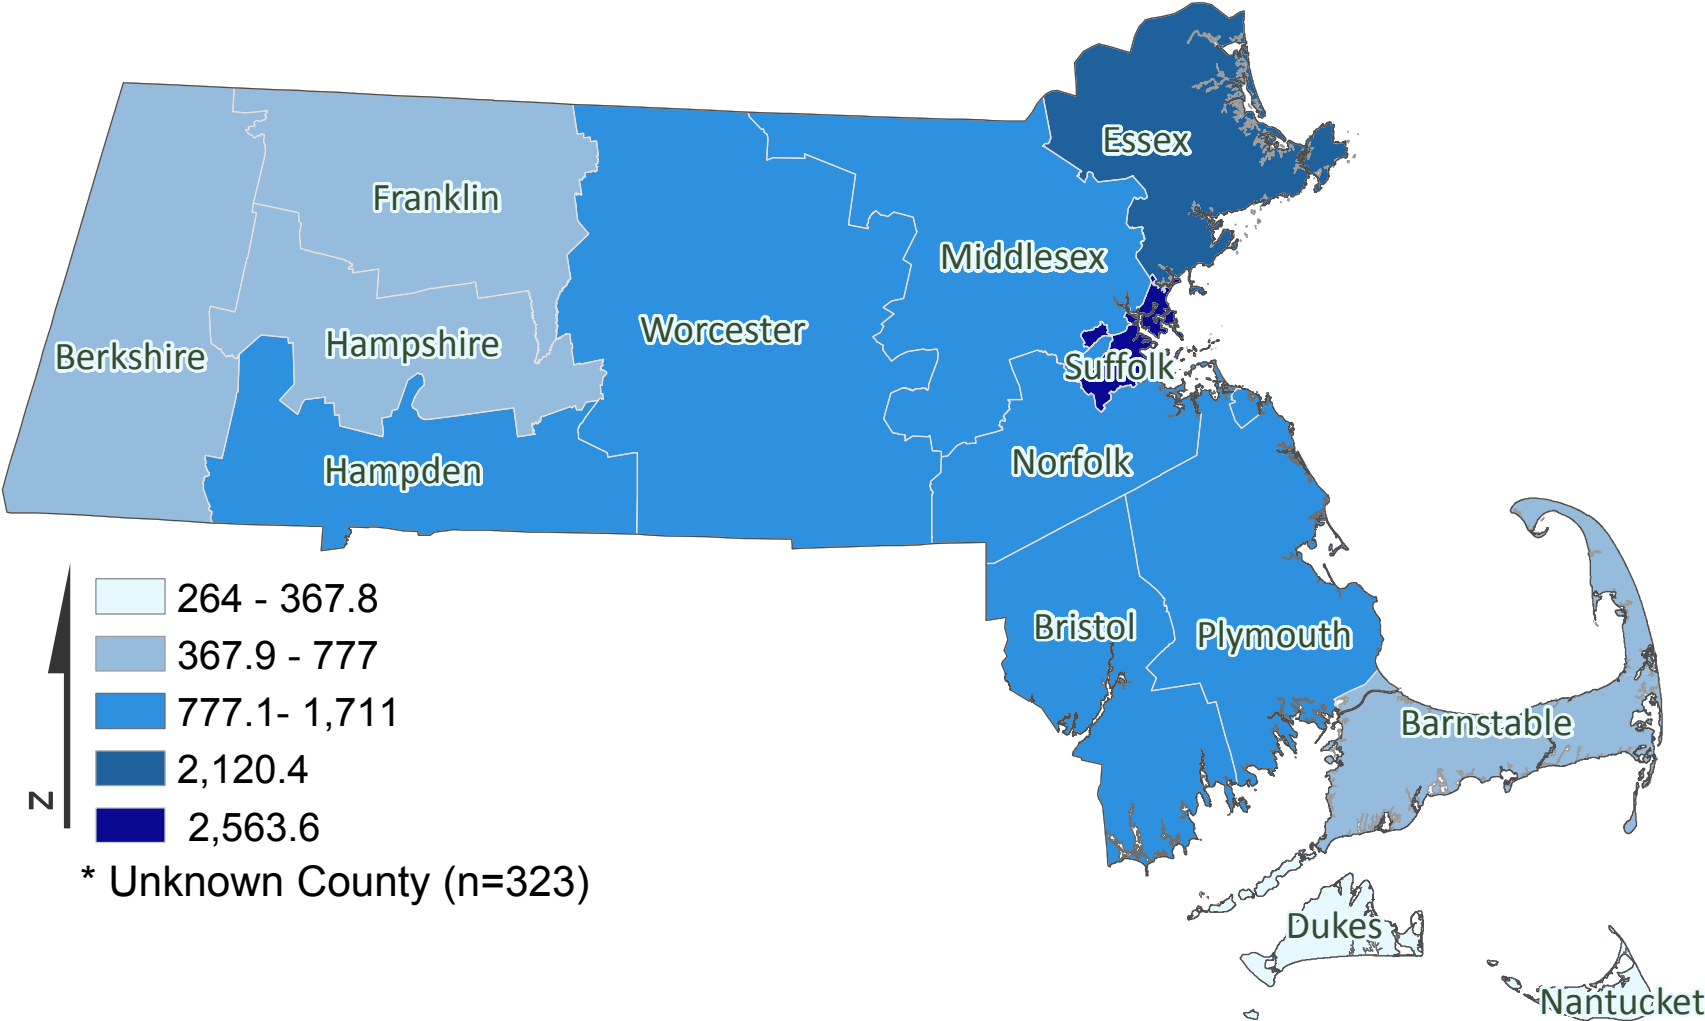 Essex
Franklin
Middlesex
Worcester
Hampshire
Berkshire
Suffolk
Norfolk
Hampden
264 - 367.8
367.9 - 777
777.1- 1,711
2,120.4
2,563.6
* Unknown County (n=323)
N
Bristol
Plymouth
Barnstable
Dukes
Nantucket